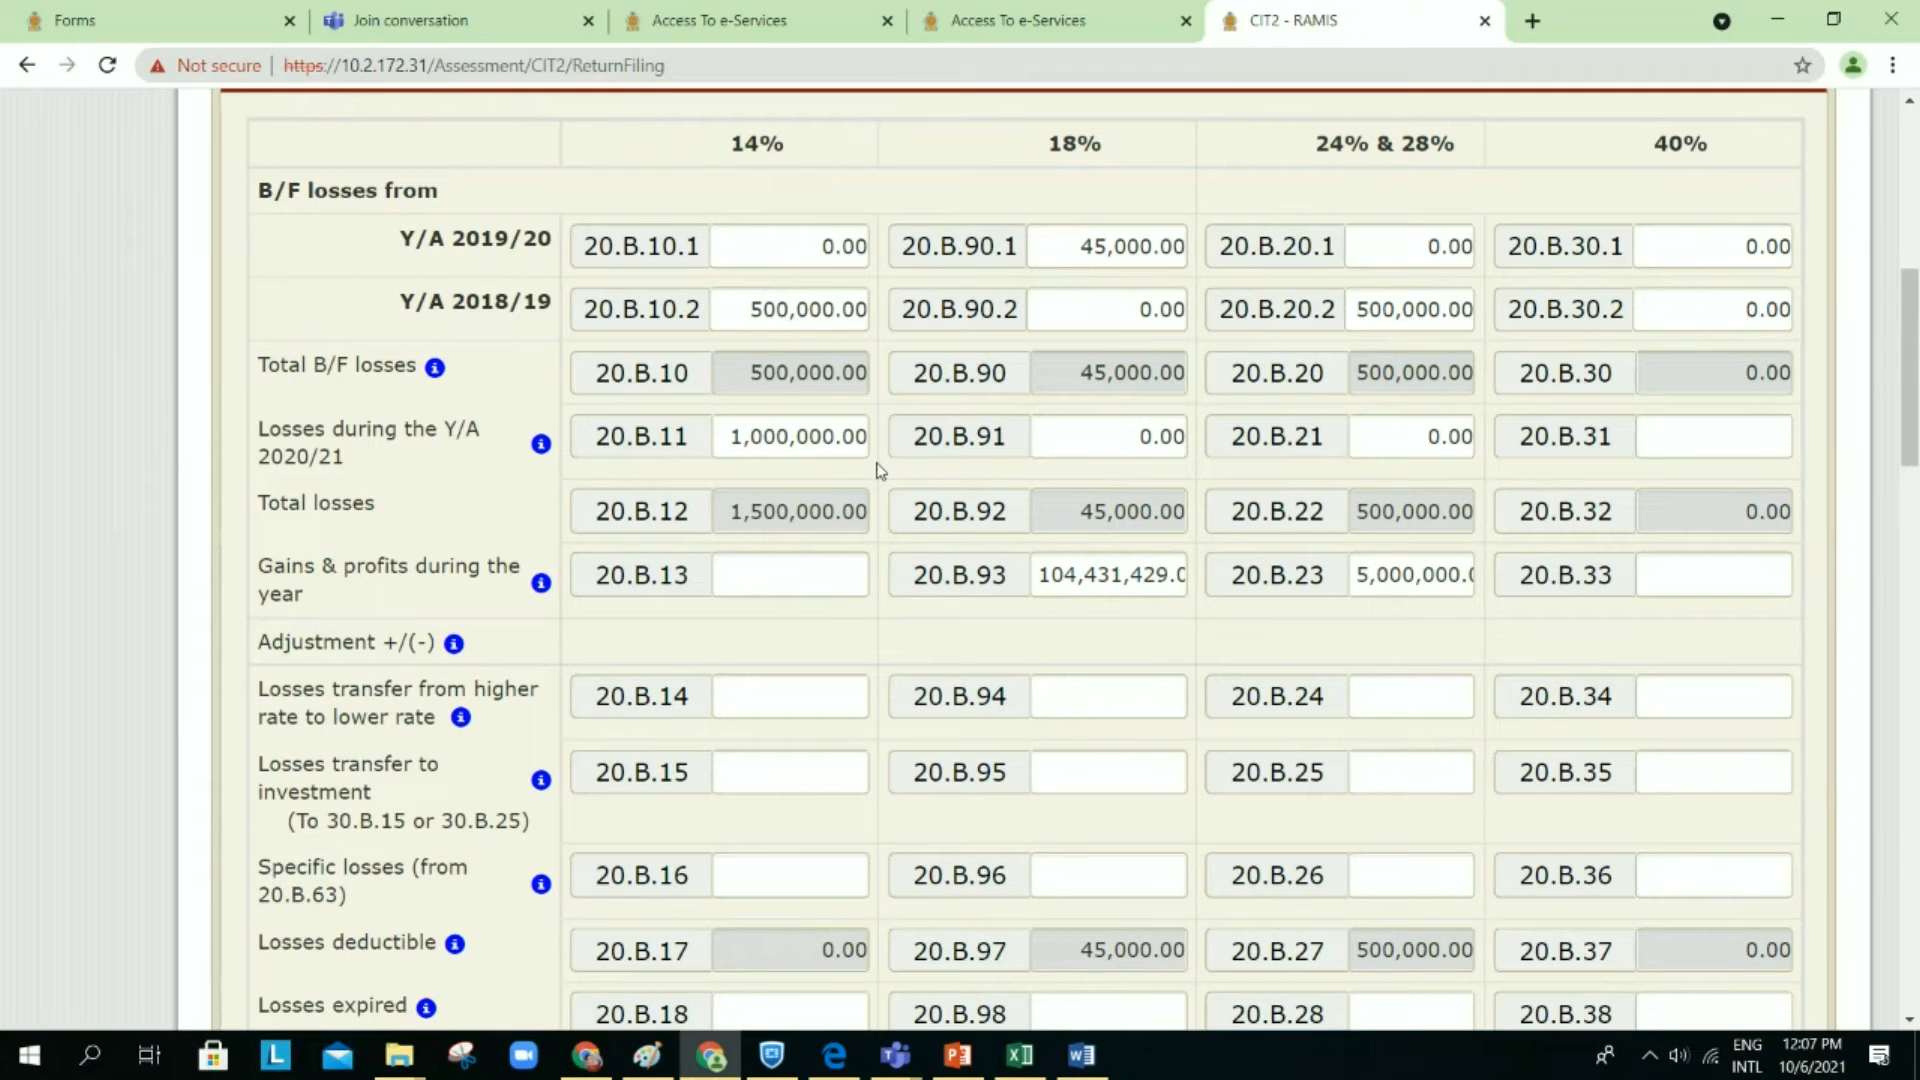 Forms
Join conversation
Access To e-Services
Access To e-Services
CIT2 - RAMIS
Not secure | https://10.2.172.31/Assessment/CIT2/ReturnFiling
14% 18% 24% & 28% 40%
B/F losses from
Y/A 2019/20 20.B.10.1 0.00 20.B.90.1 45,000.00 20.B.20.1 0.00 20.B.30.1 0.00
Y/A 2018/19 20.B.10.2 500,000.00 20.B.90.2 0.00 20.B.20.2 500,000.00 20.B.30.2 0.00
Total B/F losses 20.B.10 500,000.00 20.B.90 45,000.00 20.B.20 500,000.00 20.B.30 0.00
Losses during the Y/A
2020/21 20.B.11 1,000,000.00 20.B.91 0.00 20.B.21 0.00 20.B.31
Total losses 20.B.12 1,500,000.00 20.B.92 45,000.00 20.B.22 500,000.00 20.B.32 0.00
Gains & profits during the
year 20.B.13 20.B.93 104,431,429.0 20.B.23 5,000,000.0 20.B.33
Adjustment +/(-)
Losses transfer from higher
rate to lower rate 20.B.14 20.B.94 20.B.24 20.B.34
Losses transfer to
investment 20.B.15 20.B.95 20.B.25 20.B.35
(To 30.B.15 or 30.B.25)
Specific losses (from
20.B.63) 20.B.16 20.B.96 20.B.26 20.B.36
Losses deductible 20.B.17 0.00 20.B.97 45,000.00 20.B.27 500,000.00 20.B.37 0.00
Losses expired 20.B.18 20.B.98 20.B.28 20.B.38
ENG 12:07 PM
INTL 10/6/2021